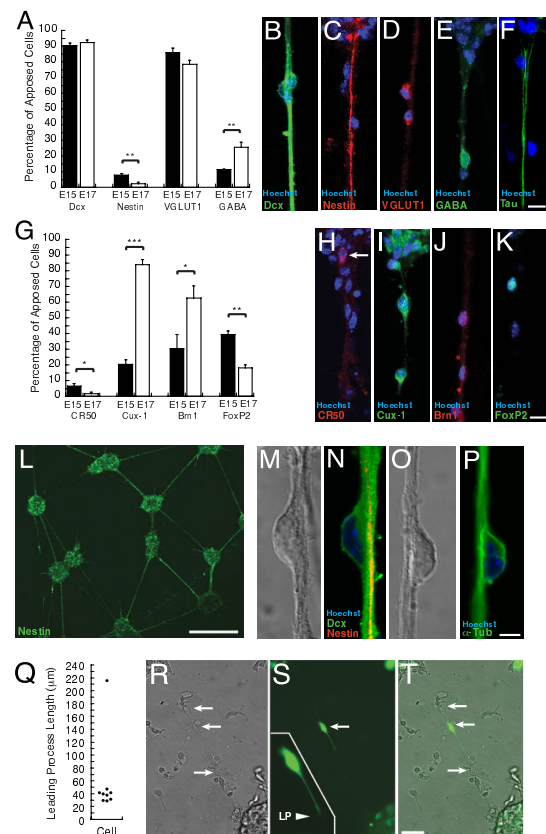 A
Percentage of Apposed Cells
100
90
80
70
60
50
40
30
20
10
0
**
**
E15 E17 E15 E17 E15 E17 E15 E17
Dcx Nestin VGLUT1 GABA
B
Hoechst
Dcx
C
Hoechst
Nestin
D
Hoechst
VGLUT1
E
Hoechst
GABA
F
Hoechst
Tau
G
Percentage of Apposed Cells
100
90
80
70
60
50
40
30
20
10
0
*
***
*
**
E15 E17 E15 E17 E15 E17 E15 E17
CR50 Cux-1 Brn1 FoxP2
H
Hoechst
CR50
I
Hoechst
Cux-1
J
Hoechst
Brn1
K
Hoechst
FoxP2
L
Nestin
M
N
Hoechst
Dcx
Nestin
O
P
Hoechst
α-Tub
Q
Leading Process Length (μm)
240
220
200
180
160
140
120
100
80
60
40
20
0
Cell
R
S
LP
T